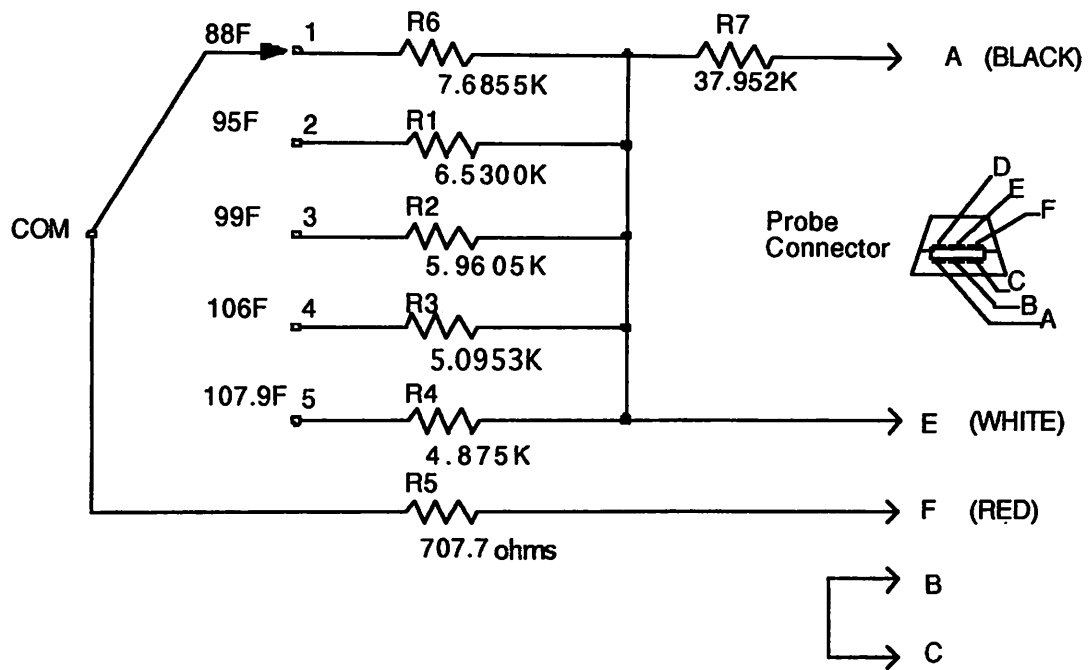 88F 1 R6 R7
7.6855K 37.952K A (BLACK)
95F 2 R1
6.5300K
D
E
F
COM 99F 3 R2
5.9605K
Probe
Connector
C
B
A
106F 4 R3
5.0953K
107.9F 5 R4
4.875K
E (WHITE)
R5
707.7 ohms
F (RED)
B
C